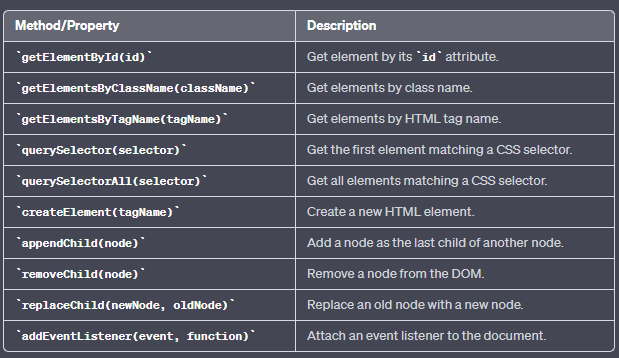 Method/Property Description
`getElementById(id)` Get element by its `id` attribute.
`getElementsByClassName(className)` Get elements by class name.
`getElementsByTagName(tagName)` Get elements by HTML tag name.
`querySelector(selector)` Get the first element matching a CSS selector.
`querySelectorAll(selector)` Get all elements matching a CSS selector.
`createElement(tagName)` Create a new HTML element.
`appendChild(node)` Add a node as the last child of another node.
`removeChild(node)` Remove a node from the DOM.
`replaceChild(newNode, oldNode)` Replace an old node with a new node.
`addEventListener(event, function)` Attach an event listener to the document.